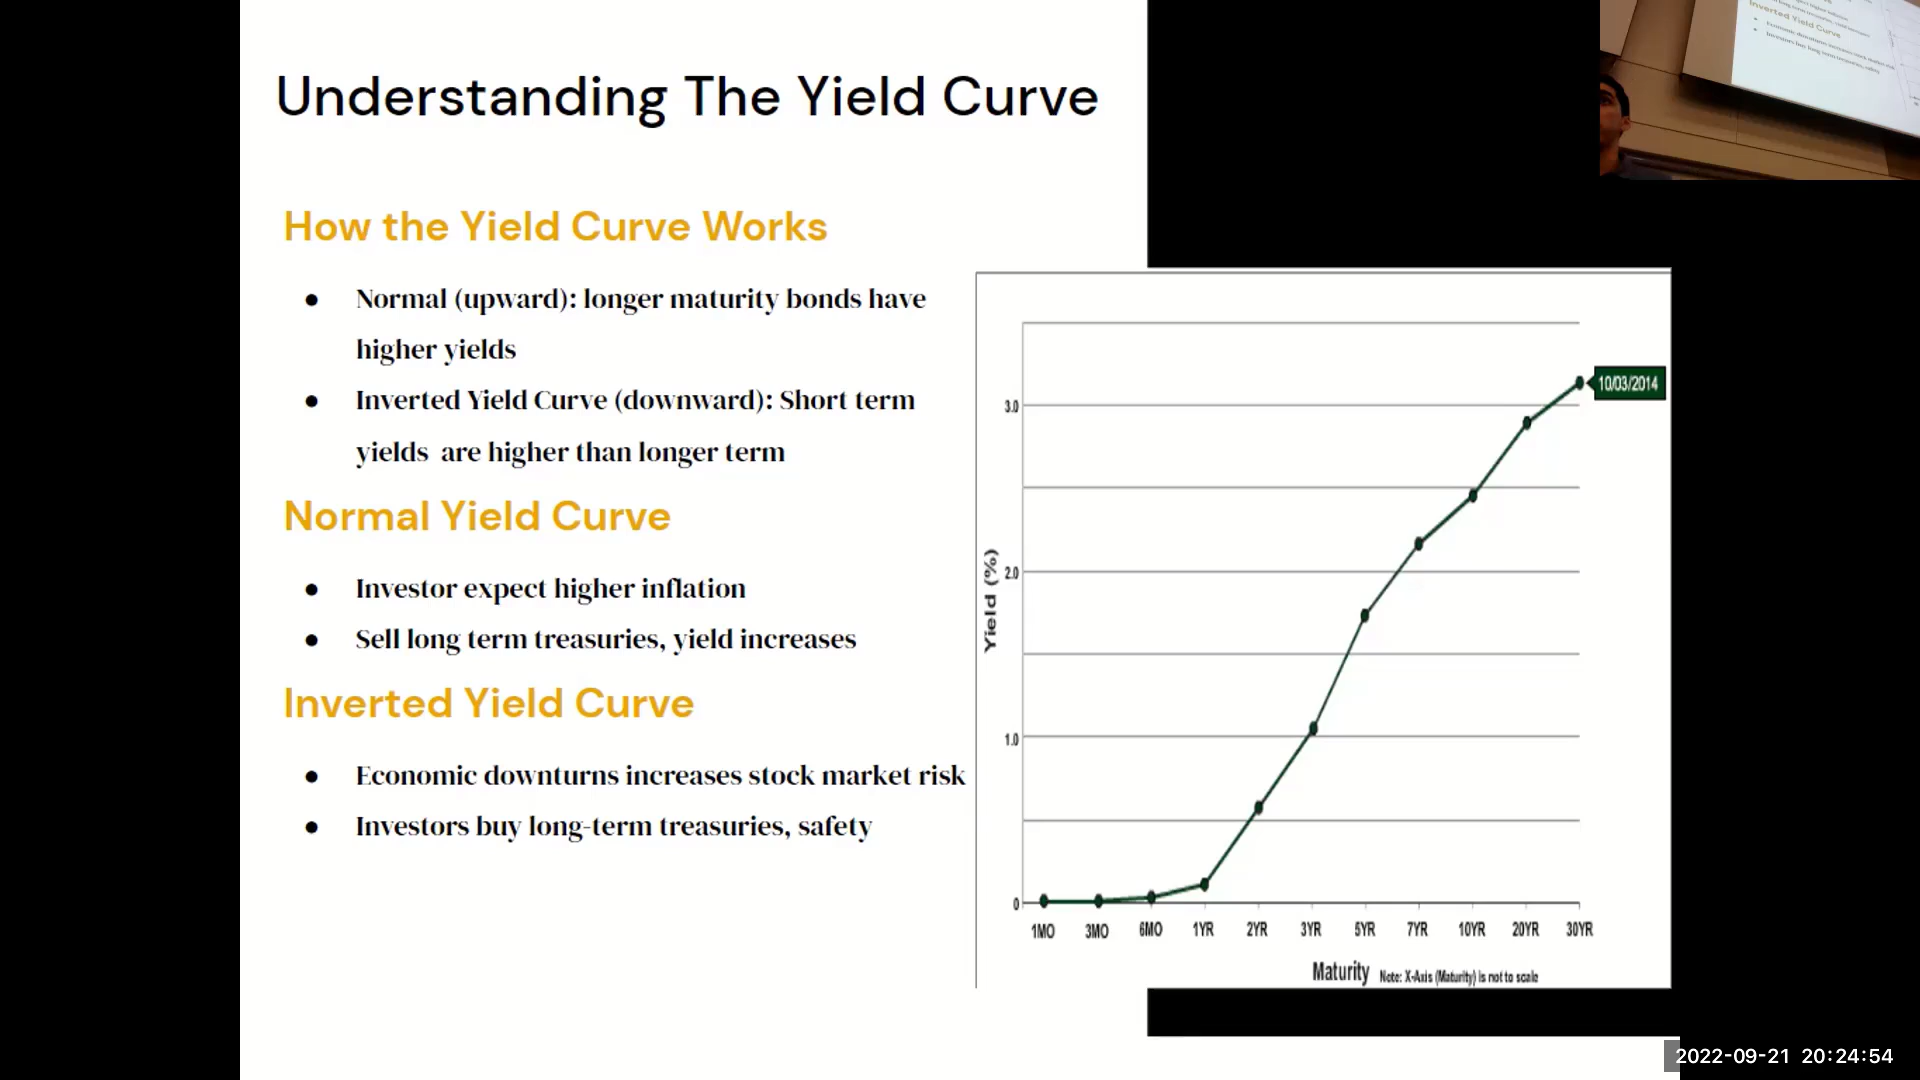 Understanding The Yield Curve
How the Yield Curve Works
● Normal (upward): longer maturity bonds have
higher yields
● Inverted Yield Curve (downward): Short term
yields are higher than longer term
Normal Yield Curve
● Investor expect higher inflation
● Sell long term treasuries, yield increases
Inverted Yield Curve
● Economic downturns increases stock market risk
● Investors buy long-term treasuries, safety
10/03/2014
3.0
2.0
1.0
0
Yield (%)
1MO 3MO 6MO 1YR 2YR 3YR 5YR 7YR 10YR 20YR 30YR
Maturity Note: X-Axis (Maturity) is not to scale
Inverted Yield Curve
2022-09-21 20:24:54